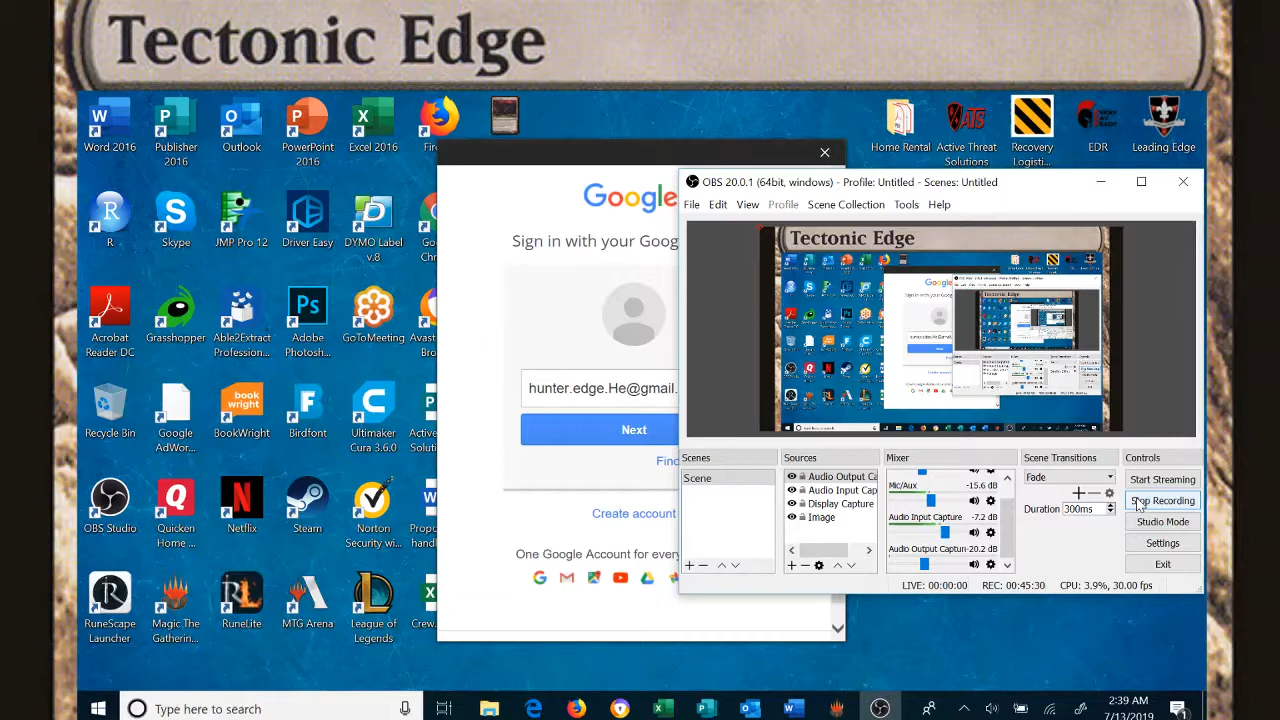 Tectonic Edge
Word 2016
Publisher 2016
Outlook
PowerPoint 2016
Excel 2016
Home Rental
Active Threat Solutions
Recovery Logisti...
EDR
Leading Edge
R
Skype
JMP Pro 12
Driver Easy
DYMO Label v.8
Acrobat Reader DC
Grasshopper
Able2Extract Profession...
Adobe Photosh...
GoToMeeting
Recycle Bin
Google AdWor...
BookWright
Birdfont
Ultimaker Cura 3.6.0
OBS Studio
Quicken Home ...
Netflix
Steam
Norton Security wi...
RuneScape Launcher
Magic The Gatherin...
RuneLite
MTG Arena
League of Legends
Google
Sign in with your Goog
hunter.edge.He@gmail.
Next
Find
Create account
One Google Account for every
OBS 20.0.1 (64bit, windows) - Profile: Untitled - Scenes: Untitled
File Edit View Profile Scene Collection Tools Help
Tectonic Edge
Scenes
Sources
Mixer
Scene Transitions
Controls
Scene
Audio Output Ca
Audio Input Cap
Display Capture
Image
Mic/Aux -15.6 dB
Audio Input Capture -7.2 dB
Audio Output Captur -20.2 dB
Fade
Duration 300ms
Start Streaming
Stop Recording
Studio Mode
Settings
Exit
LIVE: 00:00:00 REC: 00:45:30 CPU: 3.9%, 30.00 fps
Type here to search
2:39 AM
7/13/2019